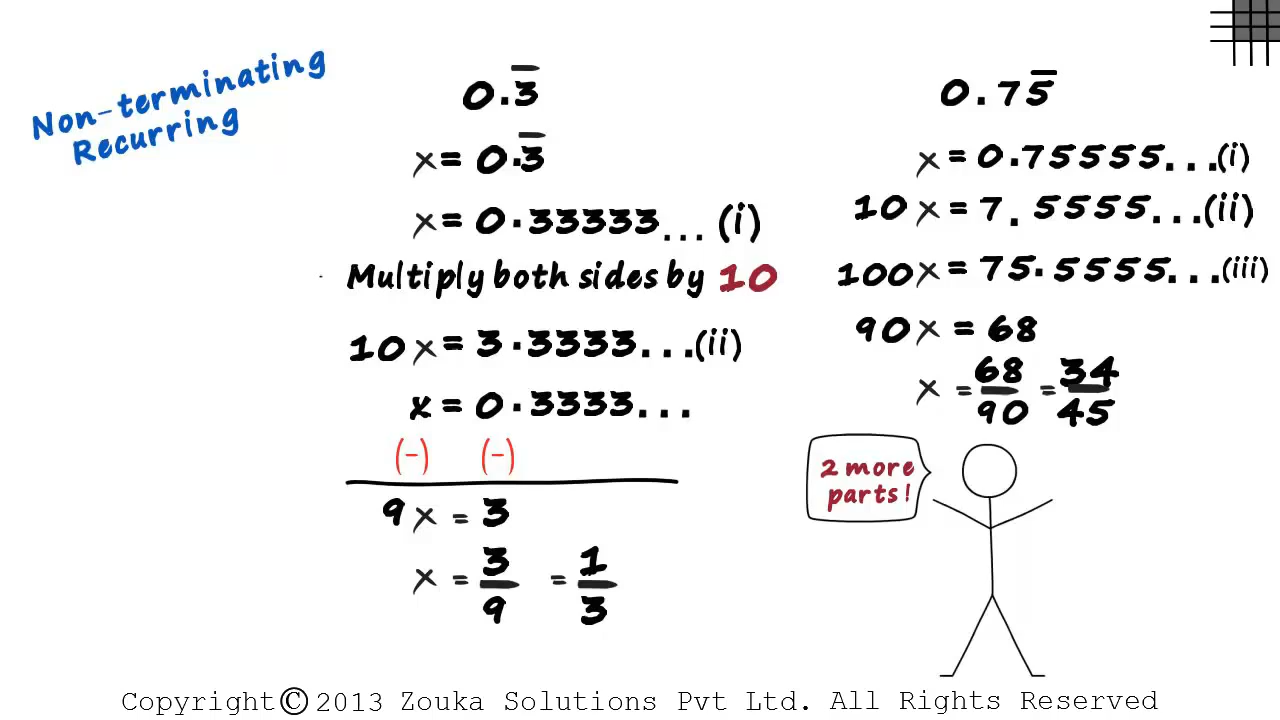 Non-terminating
Recurring
0.3̅
x = 0.3̅
x = 0.33333... (i)
Multiply both sides by 10
10x = 3.3333...(ii)
x = 0.3333...
(-) (-)
9x = 3
x = 3/9 = 1/3
0.75̅
x = 0.75555...(i)
10x = 7.5555...(ii)
100x = 75.5555...(iii)
90x = 68
x = 68/90 = 34/45
2 more
parts!
Copyright © 2013 Zouka Solutions Pvt Ltd. All Rights Reserved